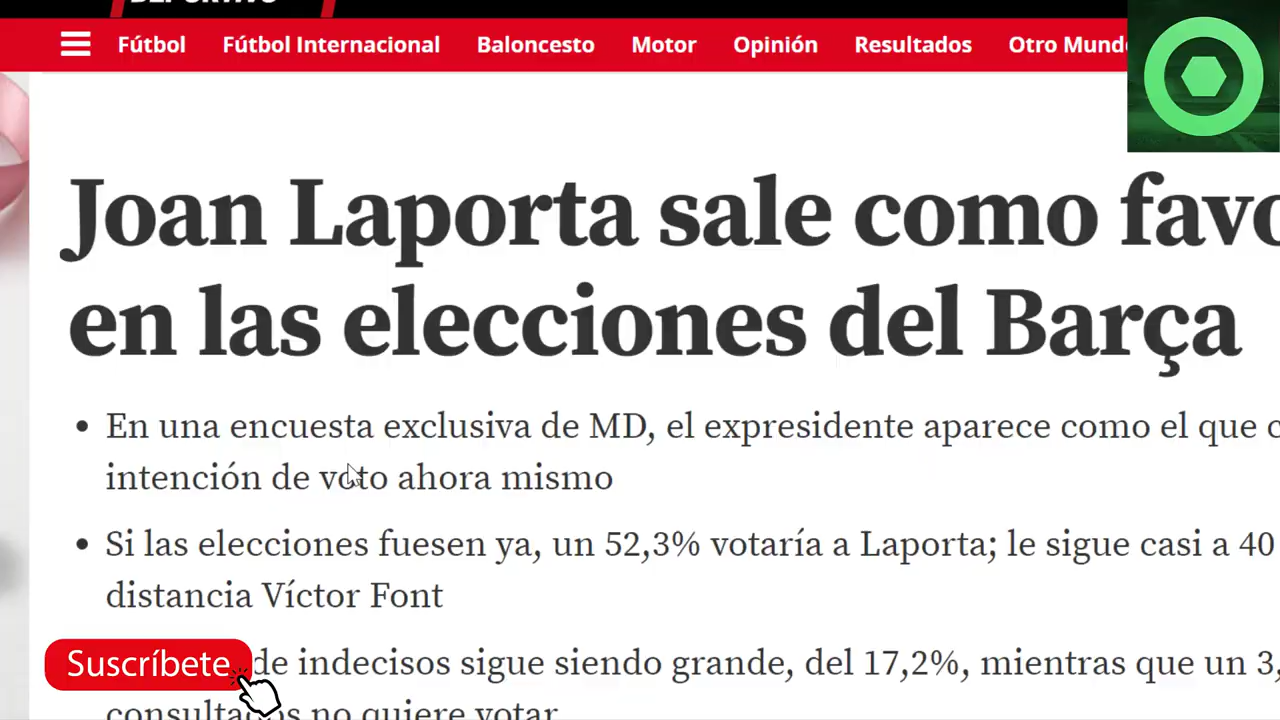 DEPORTIVO
Fútbol Fútbol Internacional Baloncesto Motor Opinión Resultados Otro
Joan Laporta sale como
en las elecciones del Barça
En una encuesta exclusiva de MD, el expresidente aparece como el que
intención de voto ahora mismo
Si las elecciones fuesen ya, un 52,3% votaría a Laporta; le sigue casi a 40
distancia Víctor Font
de indecisos sigue siendo grande, del 17,2%, mientras que un
consultados no quiere votar
Suscríbete